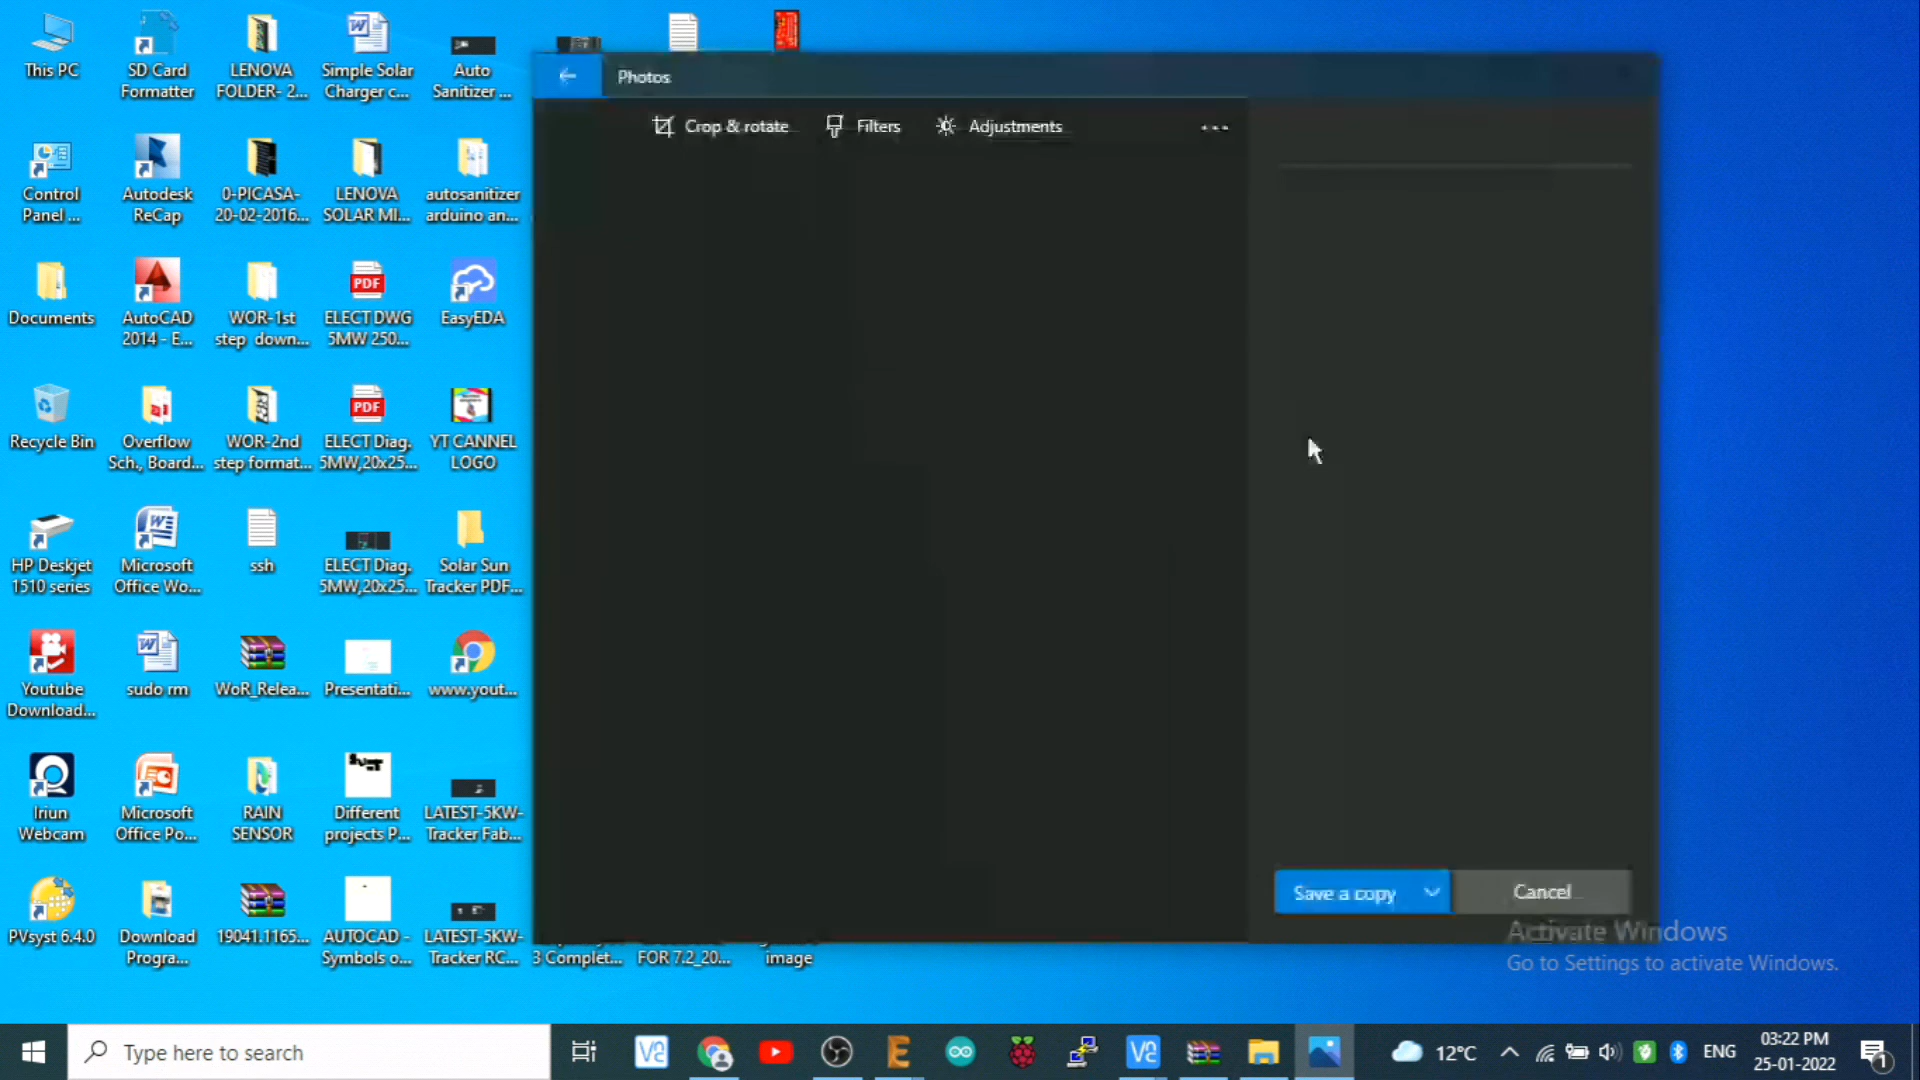 This PC
SD Card
Formatter
LENOVA
FOLDER- 2...
Simple Solar
Charger c...
Auto
Sanitizer ...
Control
Panel ...
Autodesk
ReCap
0-PICASA-
20-02-2016...
LENOVA
SOLAR MI...
autosanitizer
arduino an...
Documents
AutoCAD
2014 - E...
WOR-1st
step down...
PDF
ELECT DWG
5MW 250...
EasyEDA
Recycle Bin
Overflow
Sch., Board...
WOR-2nd
step format...
PDF
ELECT Diag.
5MW,20x25...
YT CANNEL
LOGO
HP Deskjet
1510 series
Microsoft
Office Wo...
ssh
ELECT Diag.
5MW,20x25...
Solar Sun
Tracker PDF...
Youtube
Download...
sudo rm
WoR_Relea...
Presentati...
www.yout...
Iriun
Webcam
Microsoft
Office Po...
RAIN
SENSOR
Different
projects P...
LATEST-5KW-
Tracker Fab...
PVsyst 6.4.0
Download
Progra...
19041.1165...
AUTOCAD -
Symbols o...
LATEST-5KW-
Tracker RC...
3 Complet...
FOR 7.2_20...
image
Photos
Crop & rotate
Filters
Adjustments
Save a copy
Cancel
Activate Windows
Go to Settings to activate Windows.
Type here to search
12°C
ENG
03:22 PM
25-01-2022
1